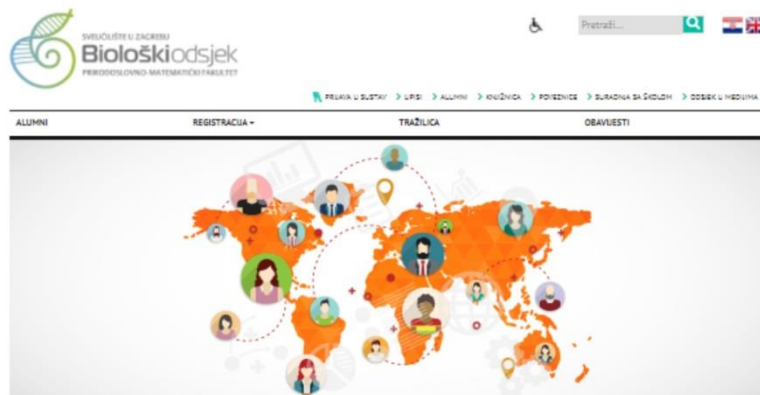 SVEUČILIŠTE U ZAGREBU
Biološkiodsjek
PRIRODOSLOVNO-MATEMATIČKI FAKULTET
Pretraži...
PRIJAVA U SUSTAV > UPISI > ALUMNI > KNJIŽNICA > POVEZNICE > SURADNJA SA ŠKOLOM > ODSJEK U MEDIJIMA
ALUMNI REGISTRACIJA TRAŽILICA OBAVIJESTI